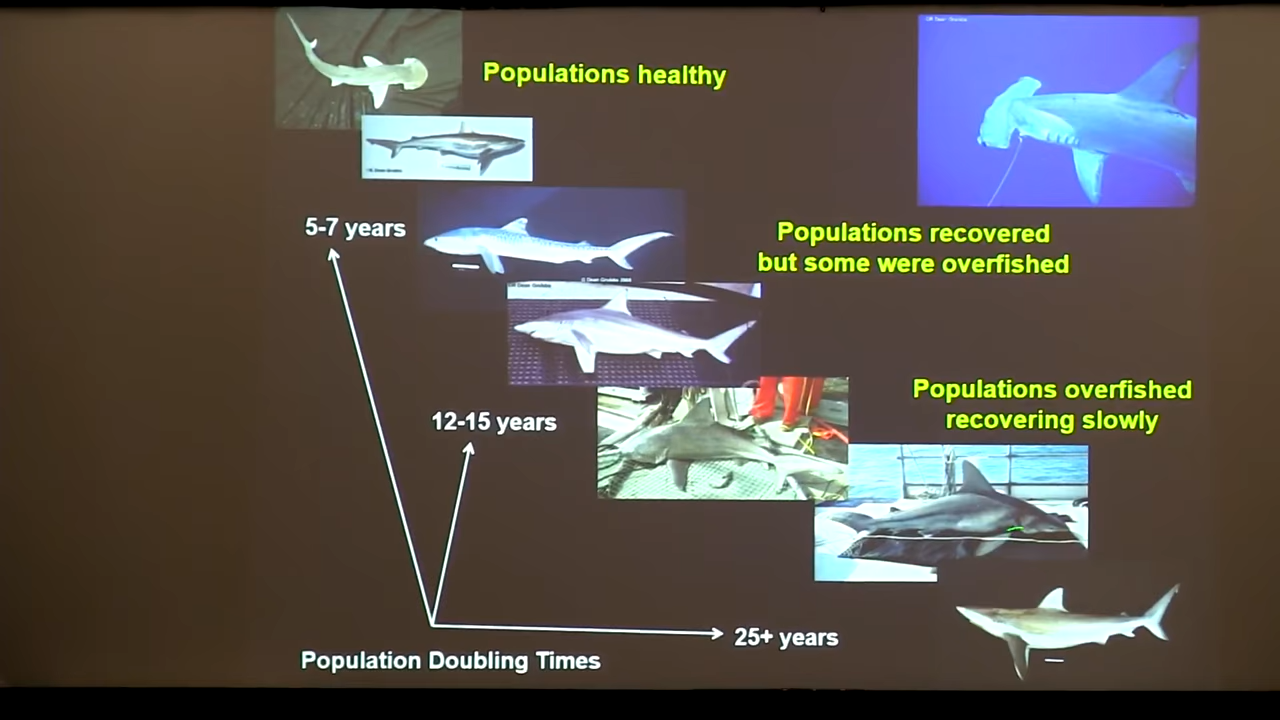 Populations healthy
5-7 years
Populations recovered
but some were overfished
12-15 years
Populations overfished
recovering slowly
25+ years
Population Doubling Times